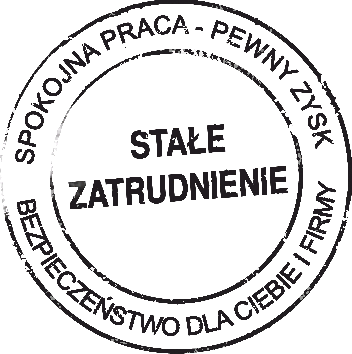 SPOKOJNA PRACA - PEWNY ZYSK
STAŁE
ZATRUDNIENIE
BEZPIECZEŃSTWO DLA CIEBIE I FIRMY